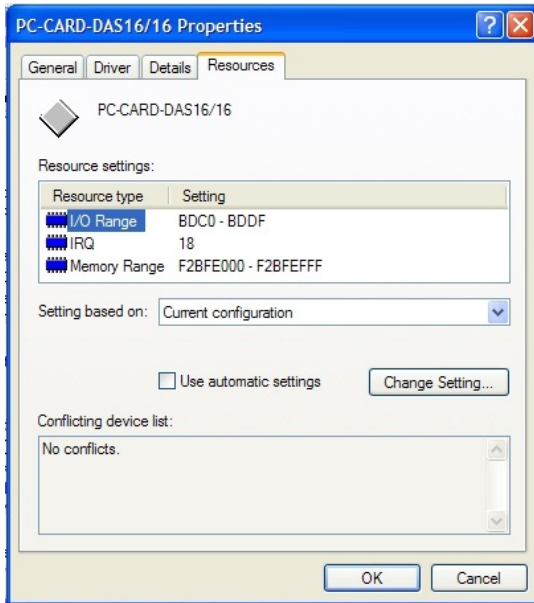 PC-CARD-DAS16/16 Properties
General Driver Details Resources
PC-CARD-DAS16/16
Resource settings:
Resource type Setting
I/O Range BDC0 - BDDF
IRQ 18
Memory Range F2BFE000 - F2BFEFFF
Setting based on: Current configuration
Use automatic settings Change Setting...
Conflicting device list:
No conflicts.
OK Cancel